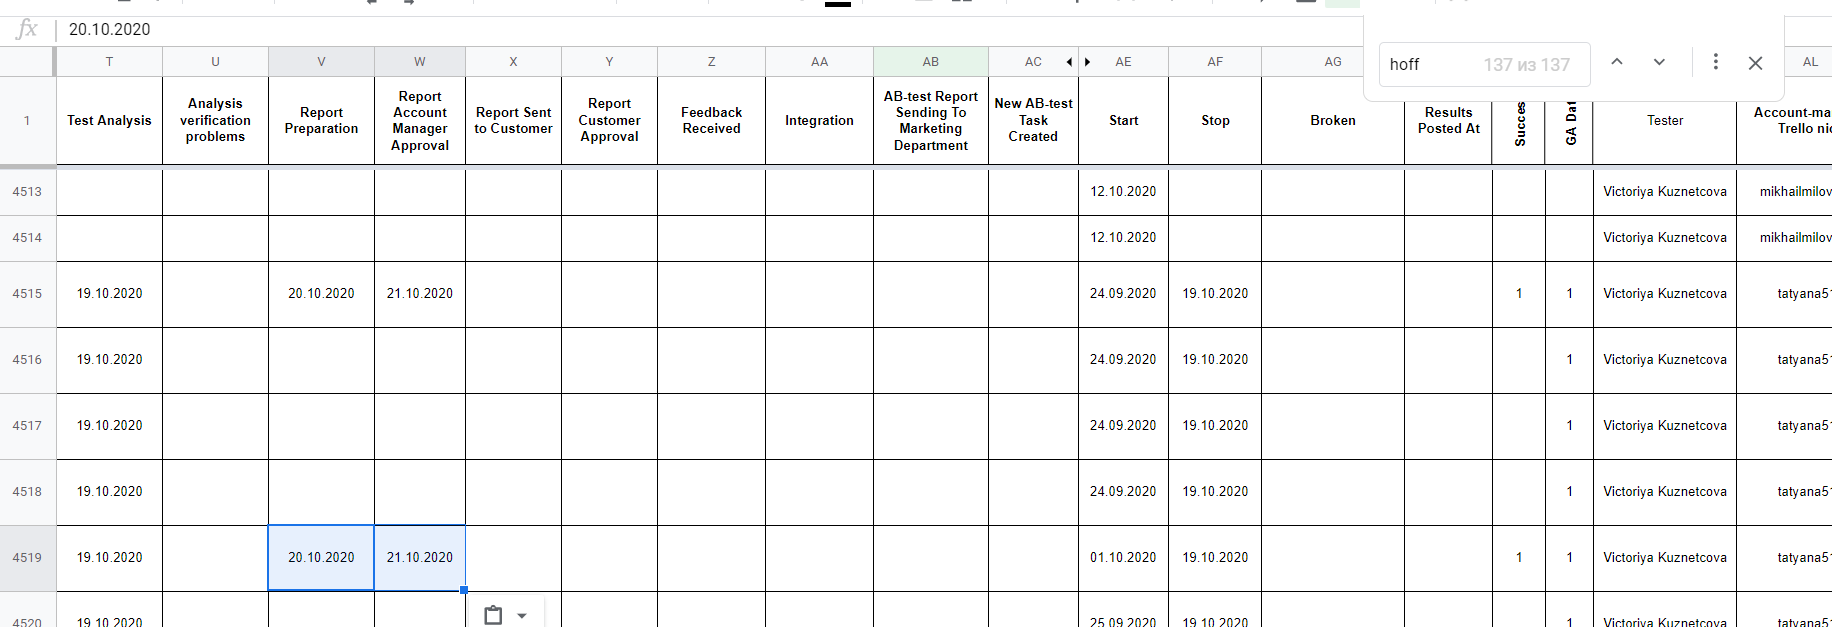 fx 20.10.2020
hoff 137 из 137
T U V W X Y Z AA AB AC AE AF AG AL
1 Test Analysis
Analysis verification problems
Report Preparation
Report Account Manager Approval
Report Sent to Customer
Report Customer Approval
Feedback Received
Integration
AB-test Report Sending To Marketing Department
New AB-test Task Created
Start
Stop
Broken
Results Posted At
Succes
GA Dat
Tester
Account-ma
Trello nic
4513 12.10.2020 Victoriya Kuznetcova mikhailmilov
4514 12.10.2020 Victoriya Kuznetcova mikhailmilov
4515 19.10.2020 20.10.2020 21.10.2020 24.09.2020 19.10.2020 1 1 Victoriya Kuznetcova tatyana51
4516 19.10.2020 24.09.2020 19.10.2020 1 Victoriya Kuznetcova tatyana51
4517 19.10.2020 24.09.2020 19.10.2020 1 Victoriya Kuznetcova tatyana51
4518 19.10.2020 24.09.2020 19.10.2020 1 Victoriya Kuznetcova tatyana51
4519 19.10.2020 20.10.2020 21.10.2020 01.10.2020 19.10.2020 1 1 Victoriya Kuznetcova tatyana51
4520 19.10.2020 25.09.2020 19.10.2020 1 Victoriya Kuznetcova tatyana51